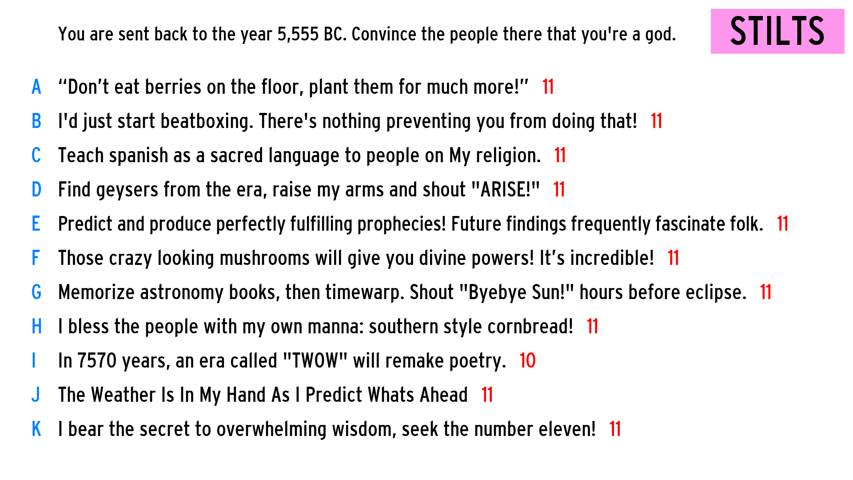 You are sent back to the year 5,555 BC. Convince the people there that you're a god.
STILTS
A “Don’t eat berries on the floor, plant them for much more!” 11
B I'd just start beatboxing. There's nothing preventing you from doing that! 11
C Teach spanish as a sacred language to people on My religion. 11
D Find geysers from the era, raise my arms and shout "ARISE!" 11
E Predict and produce perfectly fulfilling prophecies! Future findings frequently fascinate folk. 11
F Those crazy looking mushrooms will give you divine powers! It’s incredible! 11
G Memorize astronomy books, then timewarp. Shout "Byebye Sun!" hours before eclipse. 11
H I bless the people with my own manna: southern style cornbread! 11
I In 7570 years, an era called "TWOW" will remake poetry. 10
J The Weather Is In My Hand As I Predict Whats Ahead 11
K I bear the secret to overwhelming wisdom, seek the number eleven! 11